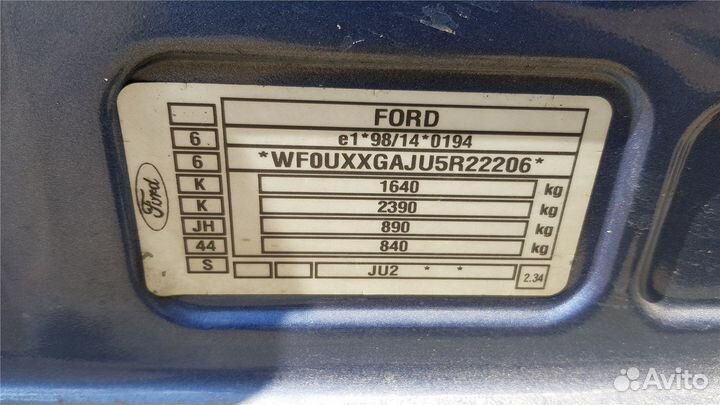 FORD
6 e1*98/14*0194
6 *WF0UXXGAJU5R22206*
K 1640 kg
K 2390 kg
JH 890 kg
44 840 kg
S JU2 * * 2.34
Ford
Avito